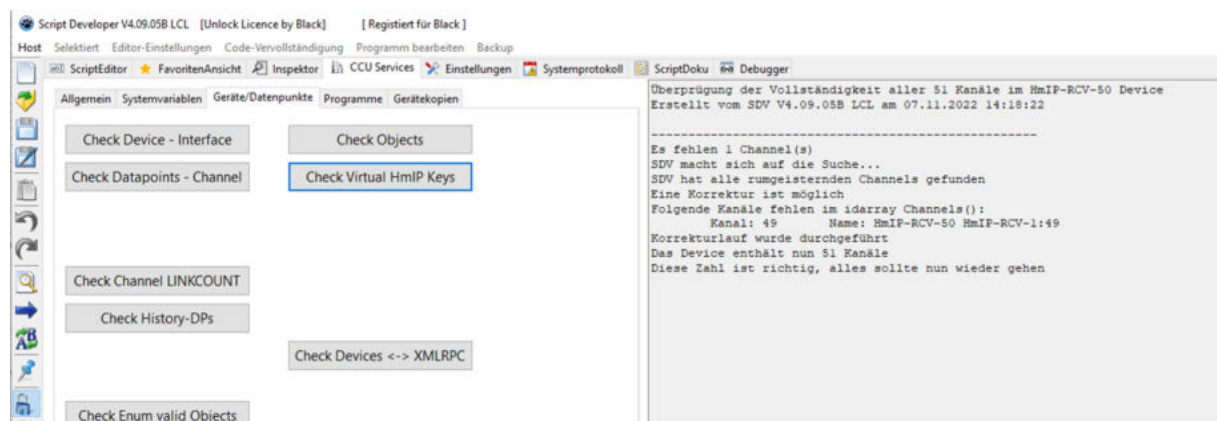 Script Developer V4.09.05B LCL [Unlock Licence by Black] [ Registiert für Black ]
Host Selektiert Editor-Einstellungen Code-Vervollständigung Programm bearbeiten Backup
ScriptEditor FavoritenAnsicht Inspektor CCU Services Einstellungen Systemprotokoll ScriptDoku Debugger
Allgemein Systemvariablen Geräte/Datenpunkte Programme Gerätekopien
Check Device - Interface Check Objects
Check Datapoints - Channel Check Virtual HmIP Keys
Check Channel LINKCOUNT
Check History-DPs
Check Devices <-> XMLRPC
Check Enum valid Objects
Überprügung der Vollständigkeit aller 51 Kanäle im HmIP-RCV-50 Device
Erstellt vom SDV V4.09.05B LCL am 07.11.2022 14:18:22
----------------------------------------------------
Es fehlen 1 Channel(s)
SDV macht sich auf die Suche...
SDV hat alle rumgeisternden Channels gefunden
Eine Korrektur ist möglich
Folgende Kanäle fehlen im idarray Channels():
Kanal: 49 Name: HmIP-RCV-50 HmIP-RCV-1:49
Korrekturlauf wurde durchgeführt
Das Device enthält nun 51 Kanäle
Diese Zahl ist richtig, alles sollte nun wieder gehen